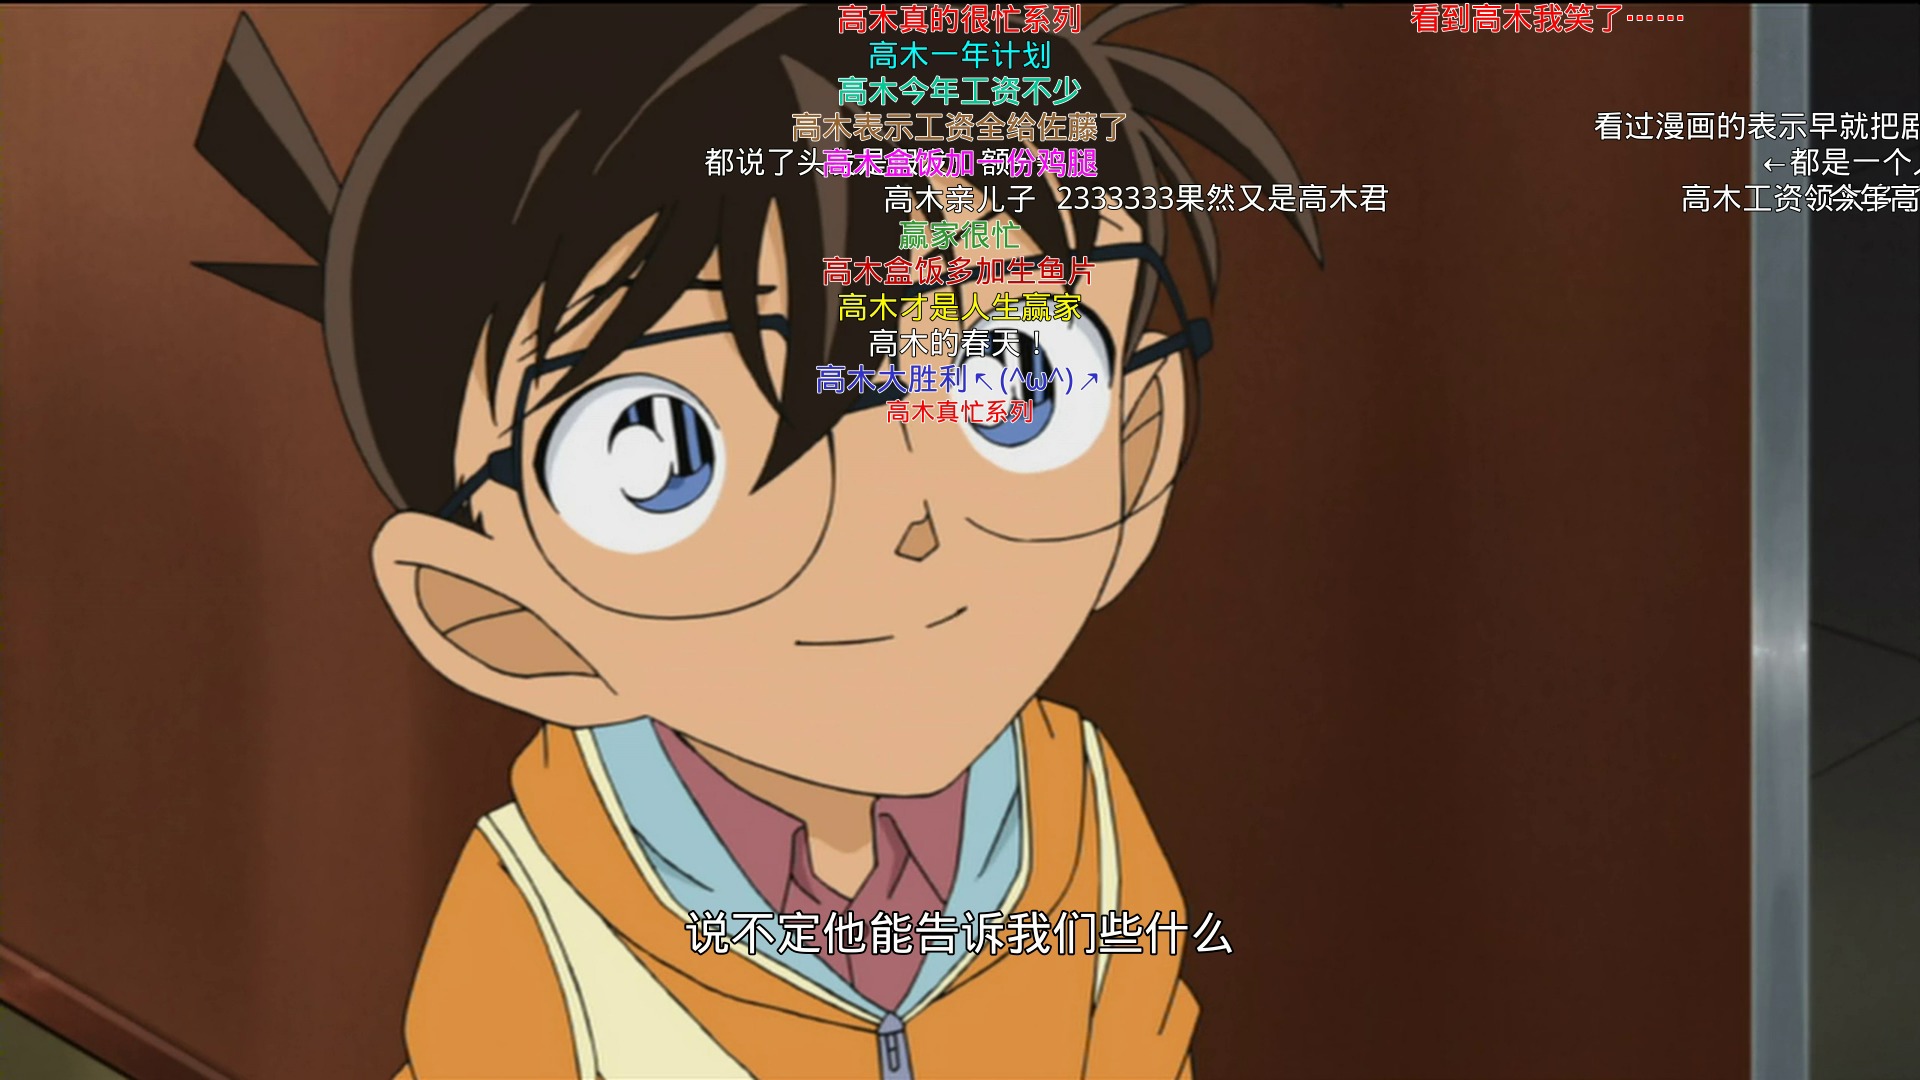 高木真的很忙系列
看到高木我笑了……
高木一年计划
高木今年工资不少
高木表示工资全给佐藤了
看过漫画的表示早就把剧
都说了头
高木盒饭加一份鸡腿
←都是一个人
高木亲儿子
2333333果然又是高木君
高木工资领
赢家很忙
高木盒饭多加生鱼片
高木才是人生赢家
高木的春天！
高木大胜利↖(^ω^)↗
高木真忙系列
说不定他能告诉我们些什么